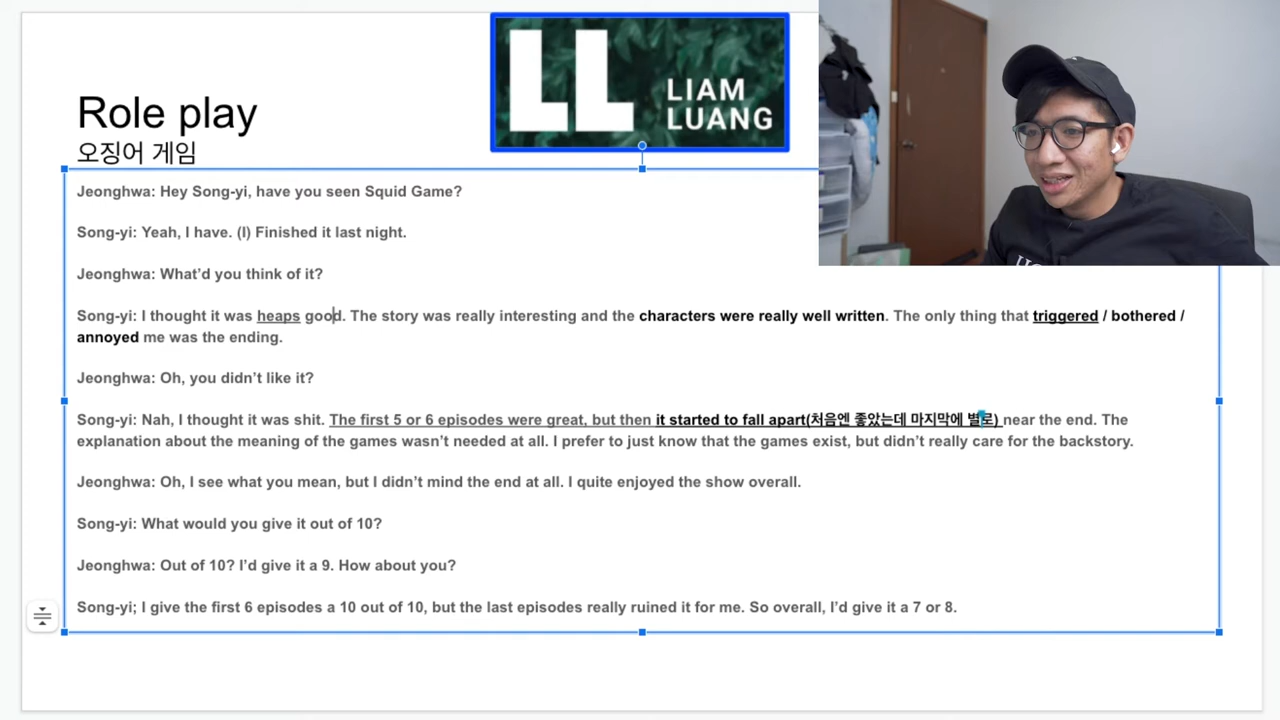 LL LIAM
LUANG
Role play
오징어 게임
Jeonghwa: Hey Song-yi, have you seen Squid Game?
Song-yi: Yeah, I have. (I) Finished it last night.
Jeonghwa: What’d you think of it?
Song-yi: I thought it was heaps good. The story was really interesting and the characters were really well written. The only thing that triggered / bothered /
annoyed me was the ending.
Jeonghwa: Oh, you didn’t like it?
Song-yi: Nah, I thought it was shit. The first 5 or 6 episodes were great, but then it started to fall apart(처음엔 좋았는데 마지막에 별로) near the end. The
explanation about the meaning of the games wasn’t needed at all. I prefer to just know that the games exist, but didn’t really care for the backstory.
Jeonghwa: Oh, I see what you mean, but I didn’t mind the end at all. I quite enjoyed the show overall.
Song-yi: What would you give it out of 10?
Jeonghwa: Out of 10? I’d give it a 9. How about you?
Song-yi; I give the first 6 episodes a 10 out of 10, but the last episodes really ruined it for me. So overall, I’d give it a 7 or 8.